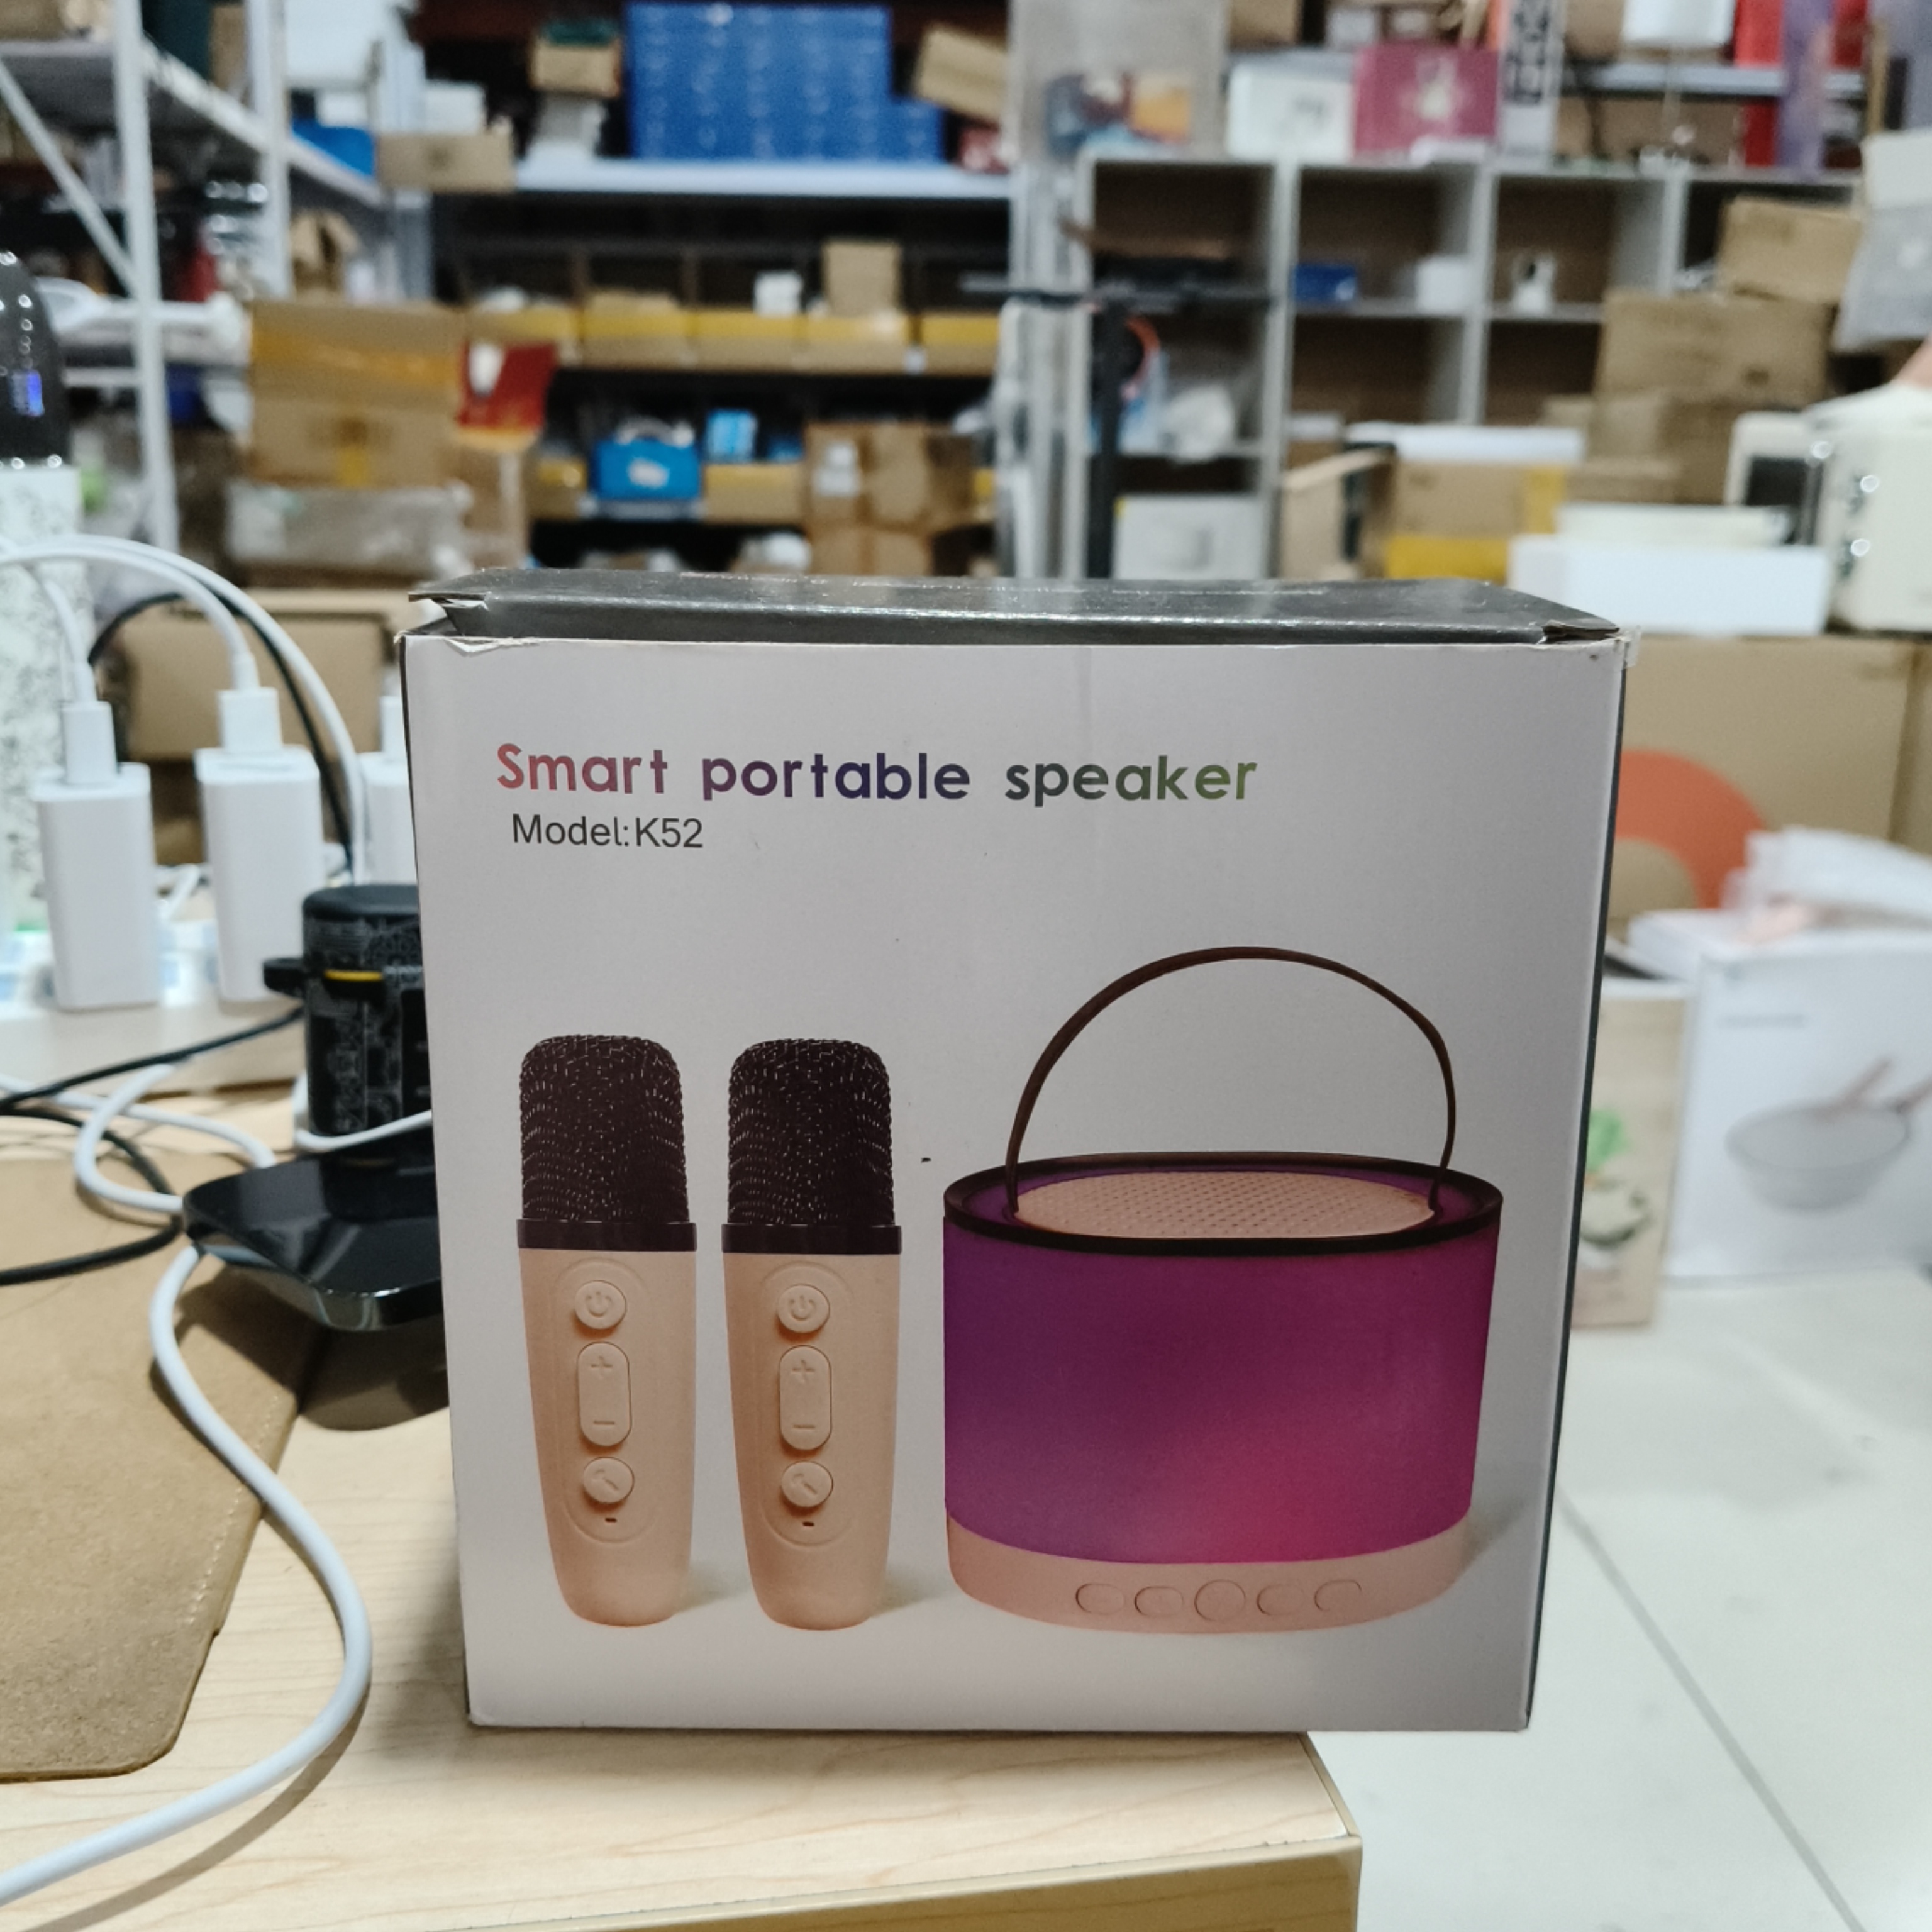 Smart portable speaker
Model:K52